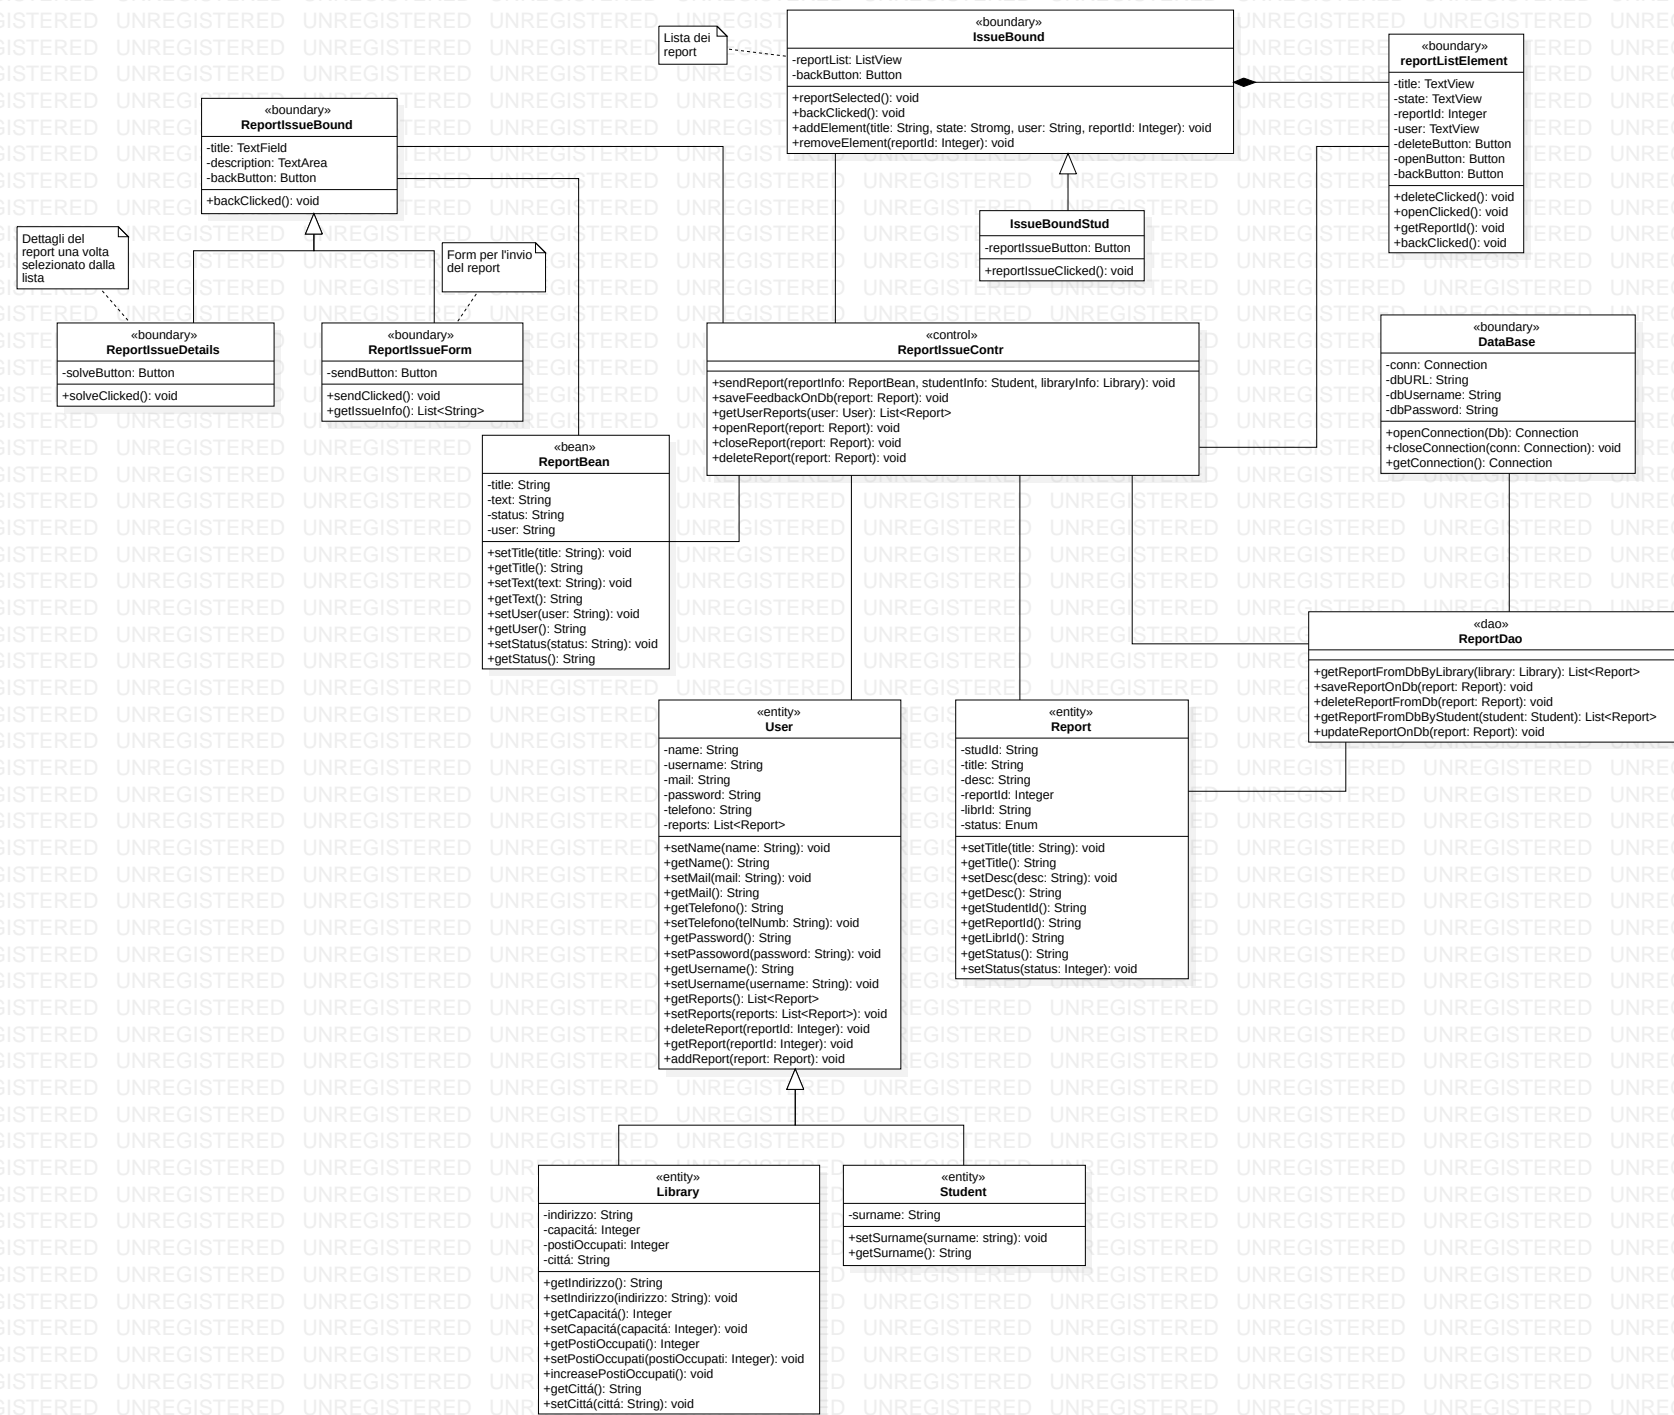 Lista dei
report
«boundary»
IssueBound
-reportList: ListView
-backButton: Button
+reportSelected(): void
+backClicked(): void
+addElement(title: String, state: Stromg, user: String, reportId: Integer): void
+removeElement(reportId: Integer): void
«boundary»
reportListElement
-title: TextView
-state: TextView
-reportId: Integer
-user: TextView
-deleteButton: Button
-openButton: Button
-backButton: Button
+deleteClicked(): void
+openClicked(): void
+getReportId(): void
+backClicked(): void
«boundary»
ReportIssueBound
-title: TextField
-description: TextArea
-backButton: Button
+backClicked(): void
IssueBoundStud
-reportIssueButton: Button
+reportIssueClicked(): void
Dettagli del
report una volta
selezionato dalla
lista
Form per l'invio
del report
«boundary»
ReportIssueDetails
-solveButton: Button
+solveClicked(): void
«boundary»
ReportIssueForm
-sendButton: Button
+sendClicked(): void
+getIssueInfo(): List<String>
«control»
ReportIssueContr
+sendReport(reportInfo: ReportBean, studentInfo: Student, libraryInfo: Library): void
+saveFeedbackOnDb(report: Report): void
+getUserReports(user: User): List<Report>
+openReport(report: Report): void
+closeReport(report: Report): void
+deleteReport(report: Report): void
«boundary»
DataBase
-conn: Connection
-dbURL: String
-dbUsername: String
-dbPassword: String
+openConnection(Db): Connection
+closeConnection(conn: Connection): void
+getConnection(): Connection
«bean»
ReportBean
-title: String
-text: String
-status: String
-user: String
+setTitle(title: String): void
+getTitle(): String
+setText(text: String): void
+getText(): String
+setUser(user: String): void
+getUser(): String
+setStatus(status: String): void
+getStatus(): String
«dao»
ReportDao
+getReportFromDbByLibrary(library: Library): List<Report>
+saveReportOnDb(report: Report): void
+deleteReportFromDb(report: Report): void
+getReportFromDbByStudent(student: Student): List<Report>
+updateReportOnDb(report: Report): void
«entity»
User
-name: String
-username: String
-mail: String
-password: String
-telefono: String
-reports: List<Report>
+setName(name: String): void
+getName(): String
+setMail(mail: String): void
+getMail(): String
+getTelefono(): String
+setTelefono(telNumb: String): void
+getPassword(): String
+setPassoword(password: String): void
+getUsername(): String
+setUsername(username: String): void
+getReports(): List<Report>
+setReports(reports: List<Report>): void
+deleteReport(reportId: Integer): void
+getReport(reportId: Integer): void
+addReport(report: Report): void
«entity»
Report
-studId: String
-title: String
-desc: String
-reportId: Integer
-librId: String
-status: Enum
+setTitle(title: String): void
+getTitle(): String
+setDesc(desc: String): void
+getDesc(): String
+getStudentId(): String
+getReportId(): String
+getLibrId(): String
+getStatus(): String
+setStatus(status: Integer): void
«entity»
Library
-indirizzo: String
-capacitá: Integer
-postiOccupati: Integer
-cittá: String
+getIndirizzo(): String
+setIndirizzo(indirizzo: String): void
+getCapacitá(): Integer
+setCapacitá(capacitá: Integer): void
+getPostiOccupati(): Integer
+setPostiOccupati(postiOccupati: Integer): void
+increasePostiOccupati(): void
+getCittá(): String
+setCittá(cittá: String): void
«entity»
Student
-surname: String
+setSurname(surname: string): void
+getSurname(): String